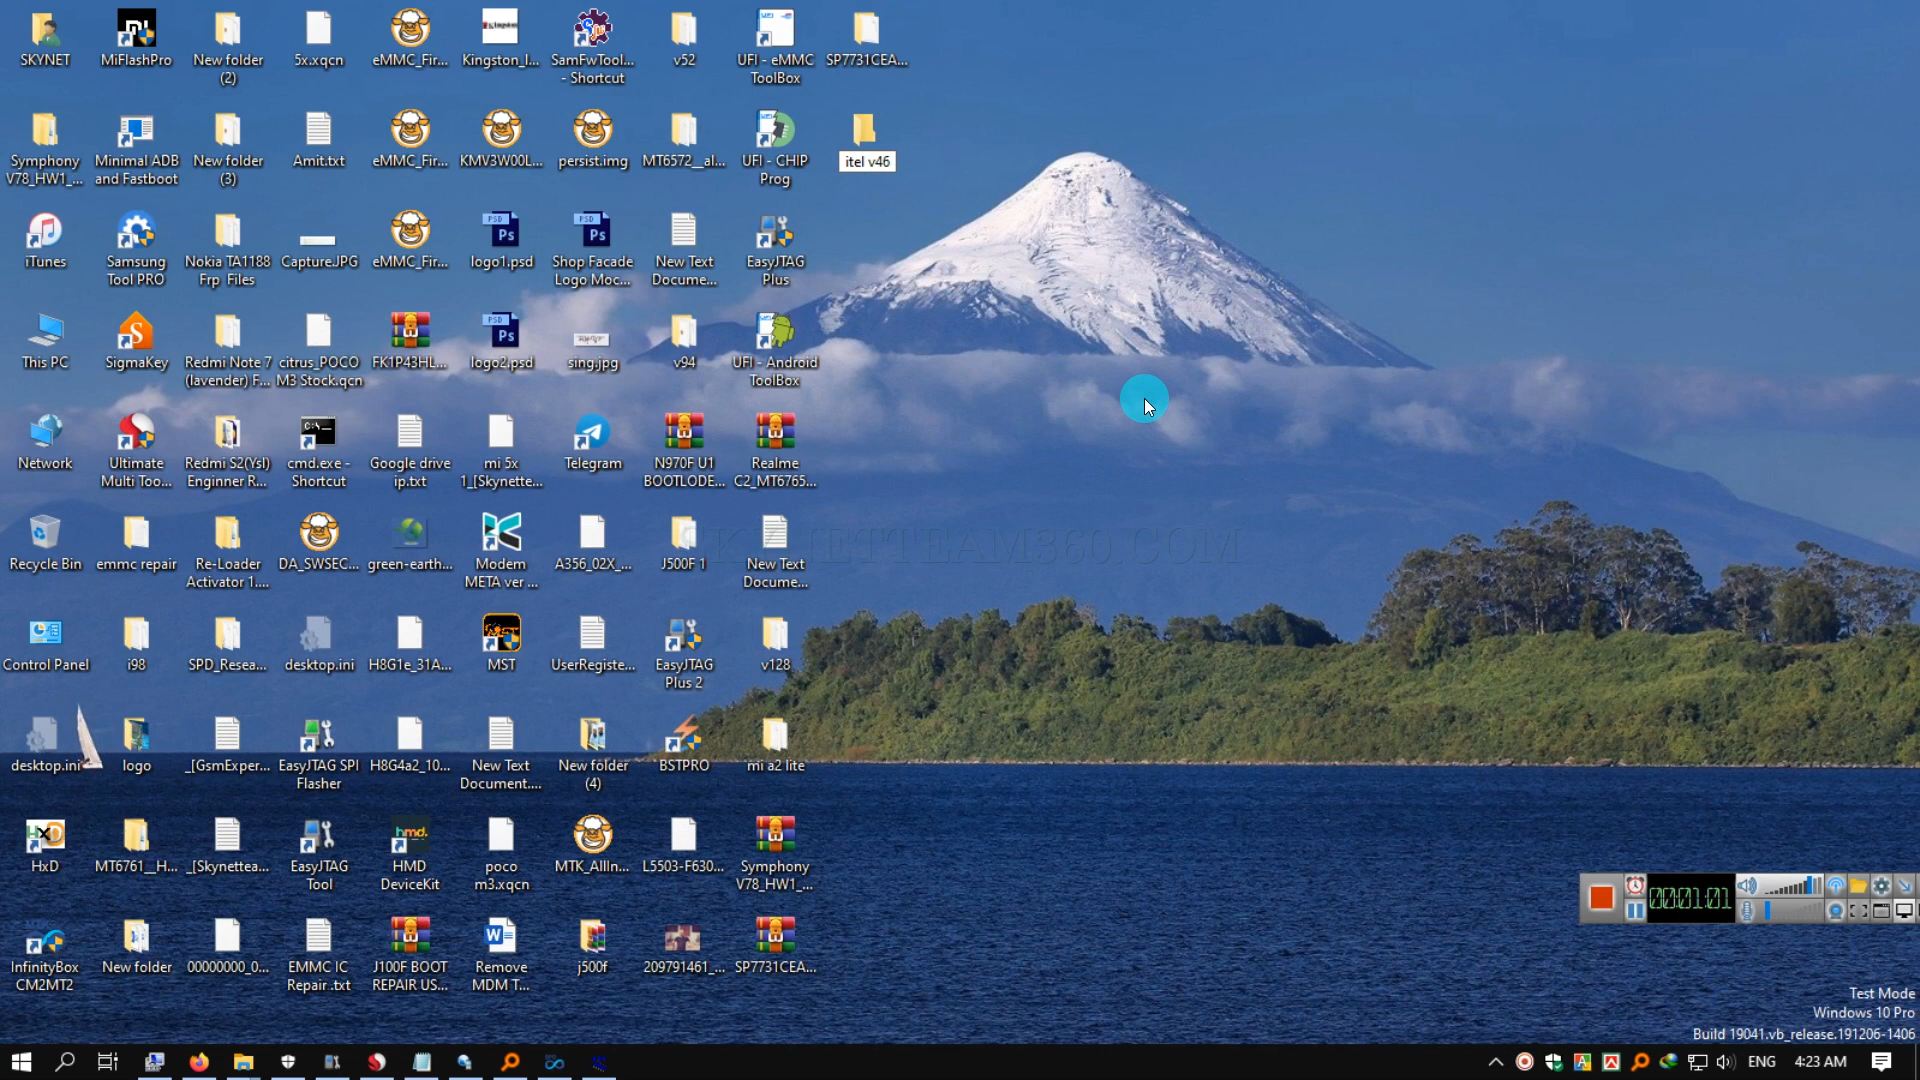 SKYNET
MiFlashPro
New folder
(2)
5x.xqcn
eMMC_Fir...
Kingston_I...
SamFwTool...
- Shortcut
v52
UFI - eMMC
ToolBox
SP7731CEA...
Symphony
V78_HW1_...
Minimal ADB
and Fastboot
New folder
(3)
Amit.txt
eMMC_Fir...
KMV3W00L...
persist.img
MT6572__al...
UFI - CHIP
Prog
itel v46
iTunes
Samsung
Tool PRO
Nokia TA1188
Frp Files
Capture.JPG
eMMC_Fir...
logo1.psd
Shop Facade
Logo Moc...
New Text
Docume...
EasyJTAG
Plus
This PC
SigmaKey
Redmi Note 7
(lavender) F...
citrus_POCO
M3 Stock.qcn
FK1P43HL...
logo2.psd
sing.jpg
v94
UFI - Android
ToolBox
Network
Ultimate
Multi Too...
Redmi S2(Ysl)
Enginner R...
cmd.exe -
Shortcut
Google drive
ip.txt
mi 5x
1_[Skynette...
Telegram
N970F U1
BOOTLODE...
Realme
C2_MT6765...
Recycle Bin
emmc repair
Re-Loader
Activator 1....
DA_SWSEC...
green-earth...
Modem
META ver ...
A356_02X_...
J500F 1
New Text
Docume...
Control Panel
i98
SPD_Resea...
desktop.ini
H8G1e_31A...
MST
UserRegiste...
EasyJTAG
Plus 2
v128
desktop.ini
logo
_[GsmExper...
EasyJTAG SPI
Flasher
H8G4a2_10...
New Text
Document....
New folder
(4)
BSTPRO
mi a2 lite
HxD
MT6761__H...
_[Skynettea...
EasyJTAG
Tool
hmd.
HMD
DeviceKit
poco
m3.xqcn
MTK_AllIn...
L5503-F630...
Symphony
V78_HW1_...
InfinityBox
CM2MT2
New folder
00000000_0...
EMMC IC
Repair .txt
J100F BOOT
REPAIR US...
Remove
MDM T...
j500f
209791461_...
SP7731CEA...
00:01:01
Test Mode
Windows 10 Pro
Build 19041.vb_release.191206-1406
ENG
4:23 AM